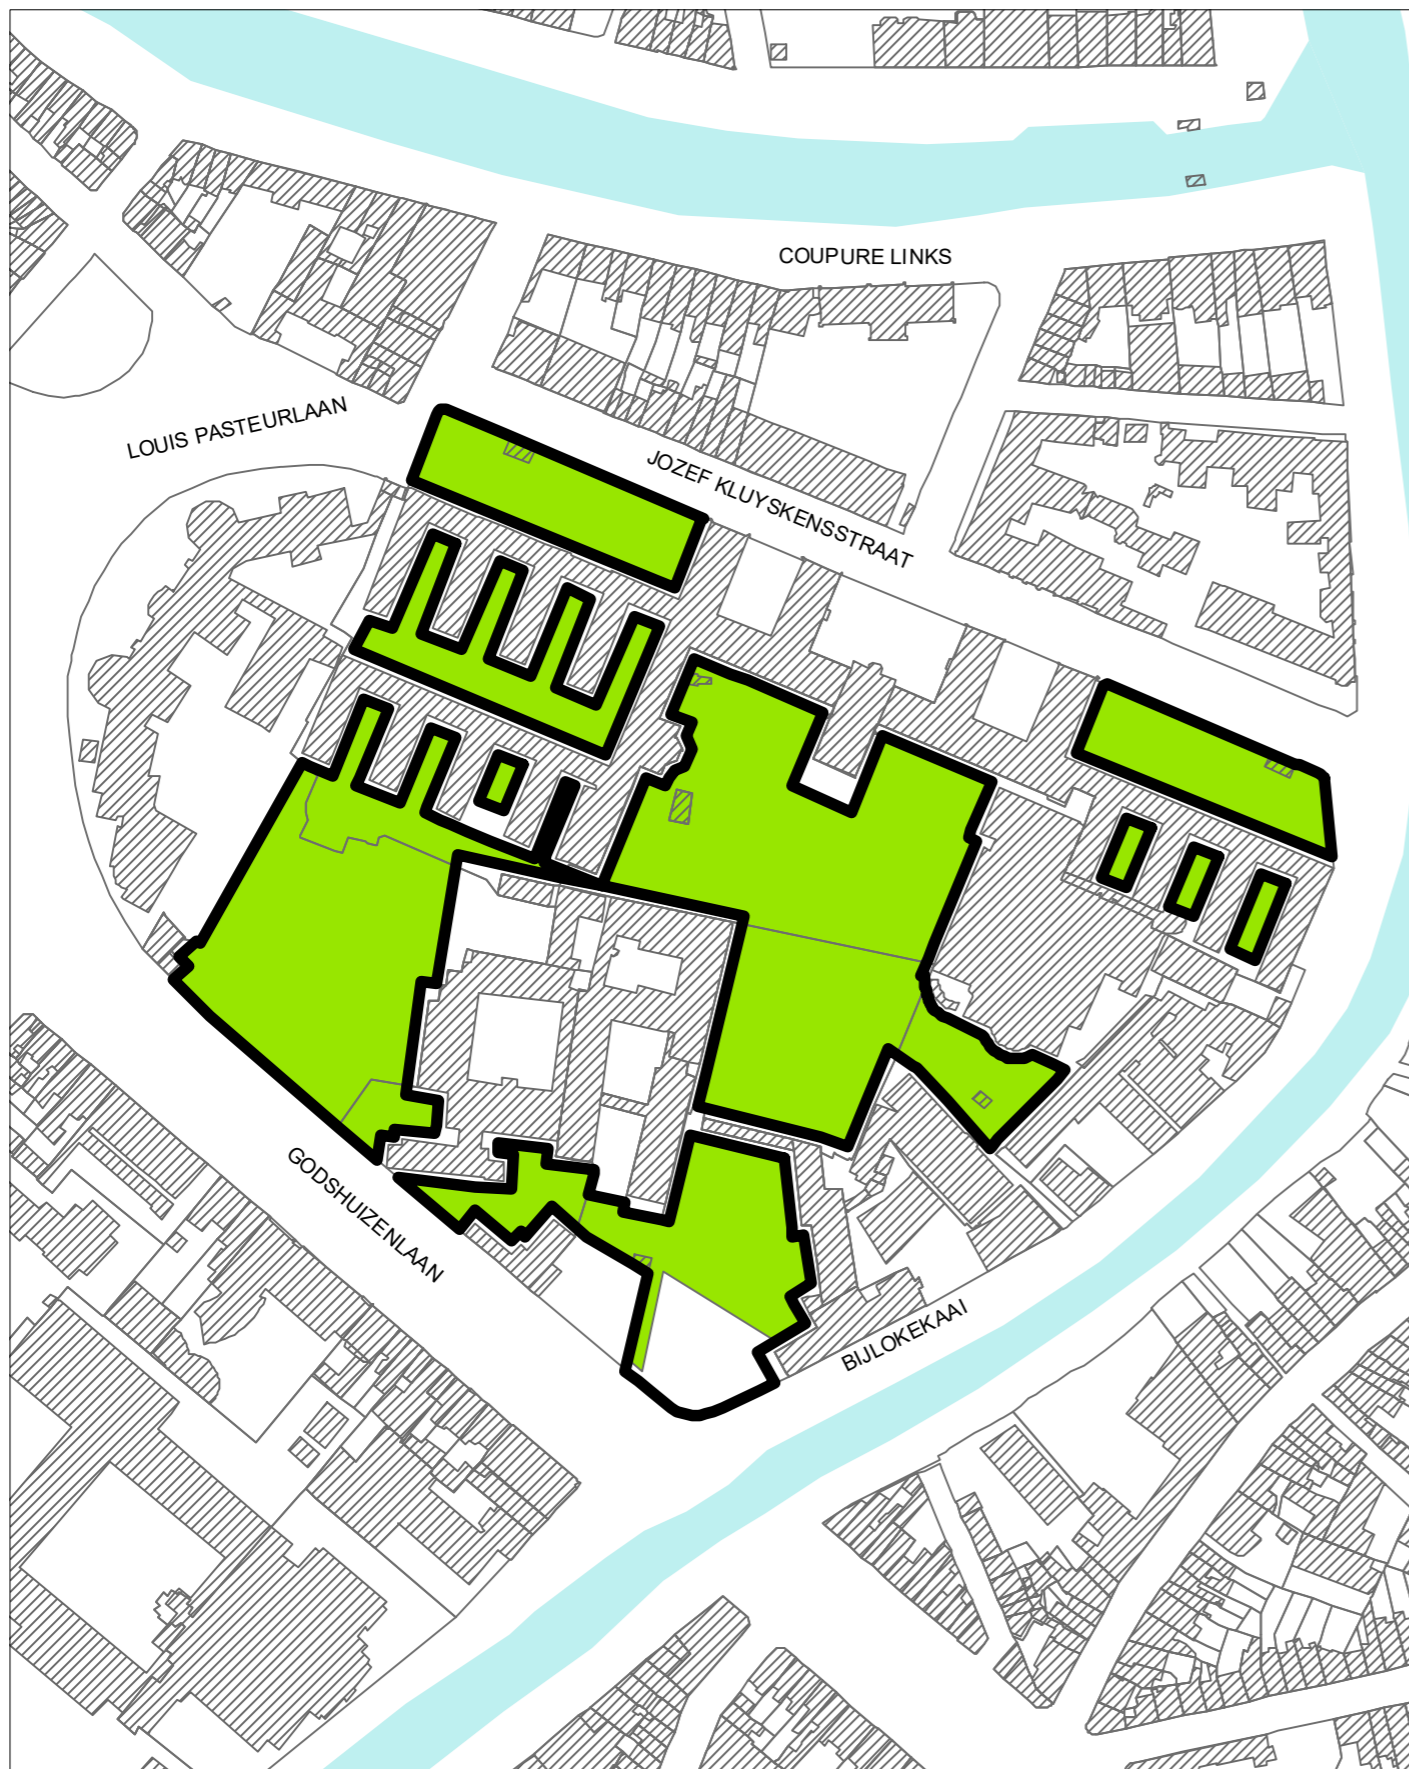 COUPURE LINKS
LOUIS PASTEURLAAN
JOZEF KLUYSKENSSTRAAT
GODSHUIZENLAAN
BIJLOKEKAAI